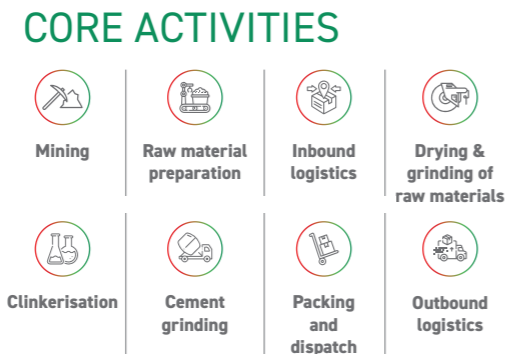 CORE ACTIVITIES
Mining
Raw material
preparation
Inbound
logistics
Drying &
grinding of
raw materials
Clinkerisation
Cement
grinding
Packing
and
dispatch
Outbound
logistics